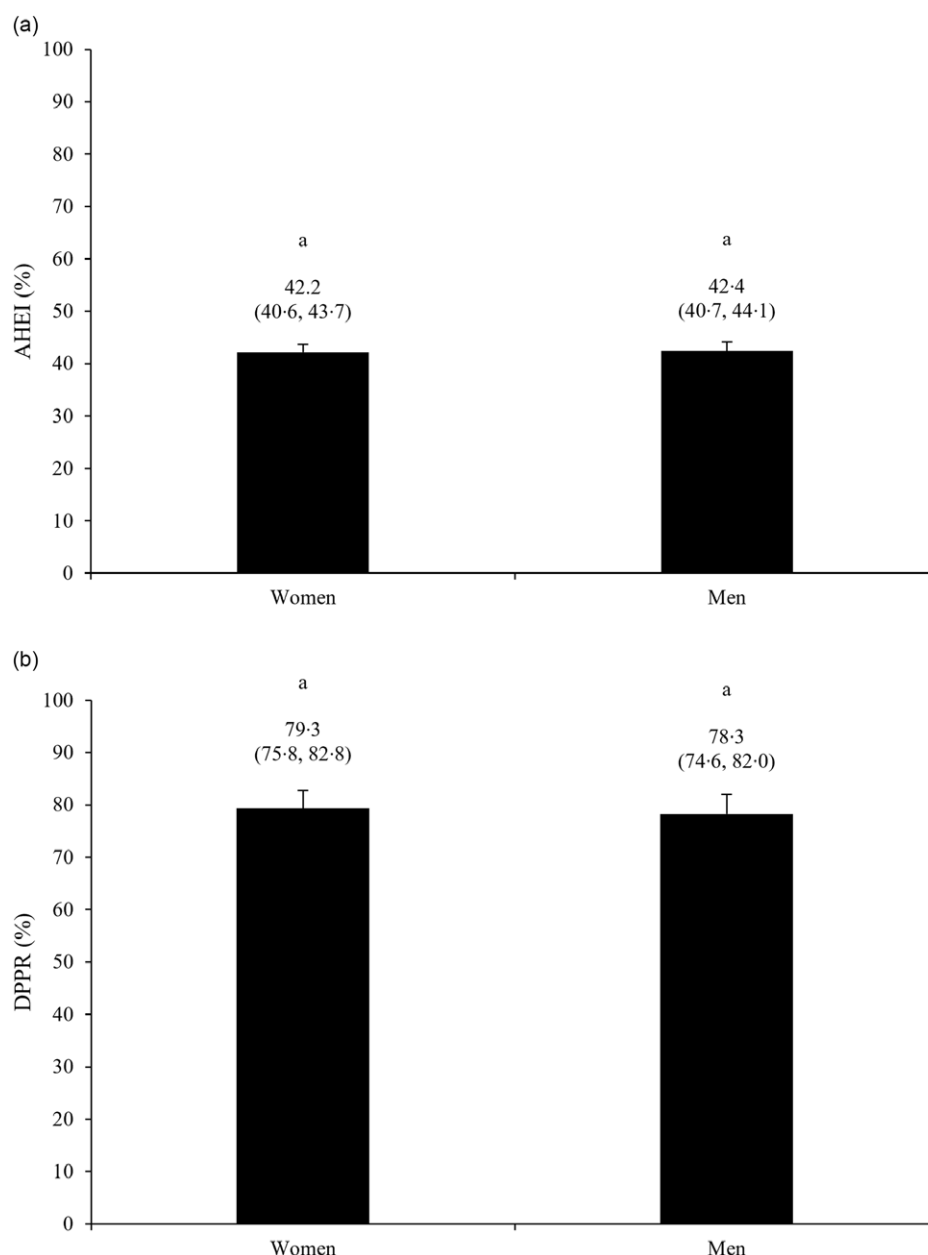 (a)
AHEI (%)
100
90
80
70
60
50
40
30
20
10
0
a
42.2
(40·6, 43·7)
a
42·4
(40·7, 44·1)
Women
Men
(b)
DPPR (%)
100
90
80
70
60
50
40
30
20
10
0
a
79·3
(75·8, 82·8)
a
78·3
(74·6, 82·0)
Women
Men